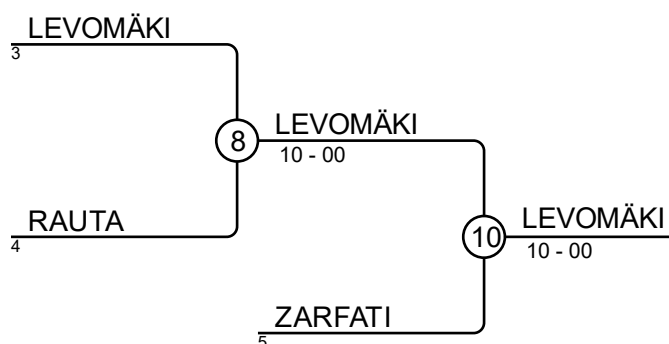 LEVOMÄKI
3
8
LEVOMÄKI
10 - 00
RAUTA
4
10
LEVOMÄKI
10 - 00
ZARFATI
5